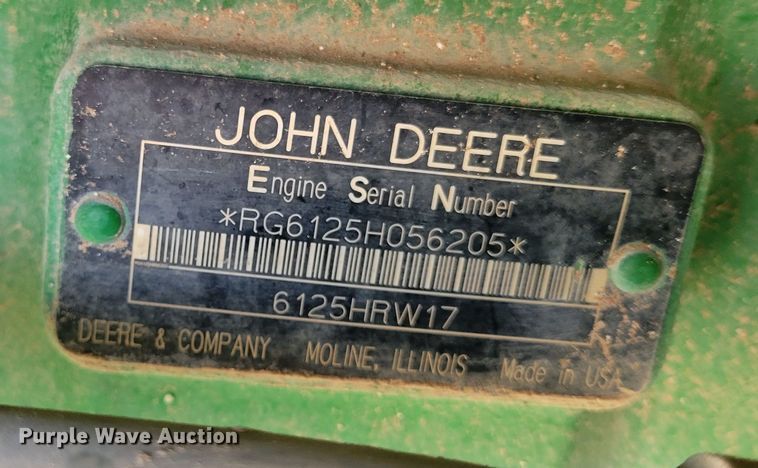 JOHN DEERE
Engine Serial Number
*RG6125H056205*
6125HRW17
DEERE & COMPANY MOLINE, ILLINOIS Made in USA
Purple Wave Auction